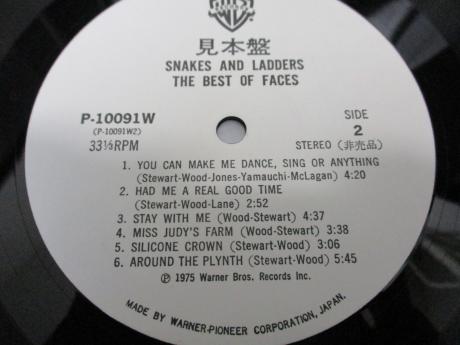 見本盤
SNAKES AND LADDERS
THE BEST OF FACES
P-10091W
(P-10091W2)
33⅓RPM
SIDE
2
STEREO (非売品)
1. YOU CAN MAKE ME DANCE, SING OR ANYTHING
(Stewart-Wood-Jones-Yamauchi-McLagan) 4:20
2. HAD ME A REAL GOOD TIME
(Stewart-Wood-Lane) 2:52
3. STAY WITH ME (Wood-Stewart) 4:37
4. MISS JUDY'S FARM (Wood-Stewart) 3:38
5. SILICONE CROWN (Stewart-Wood) 3:06
6. AROUND THE PLYNTH (Stewart-Wood) 5:45
Ⓟ 1975 Warner Bros. Records Inc.
MADE BY WARNER-PIONEER CORPORATION, JAPAN.